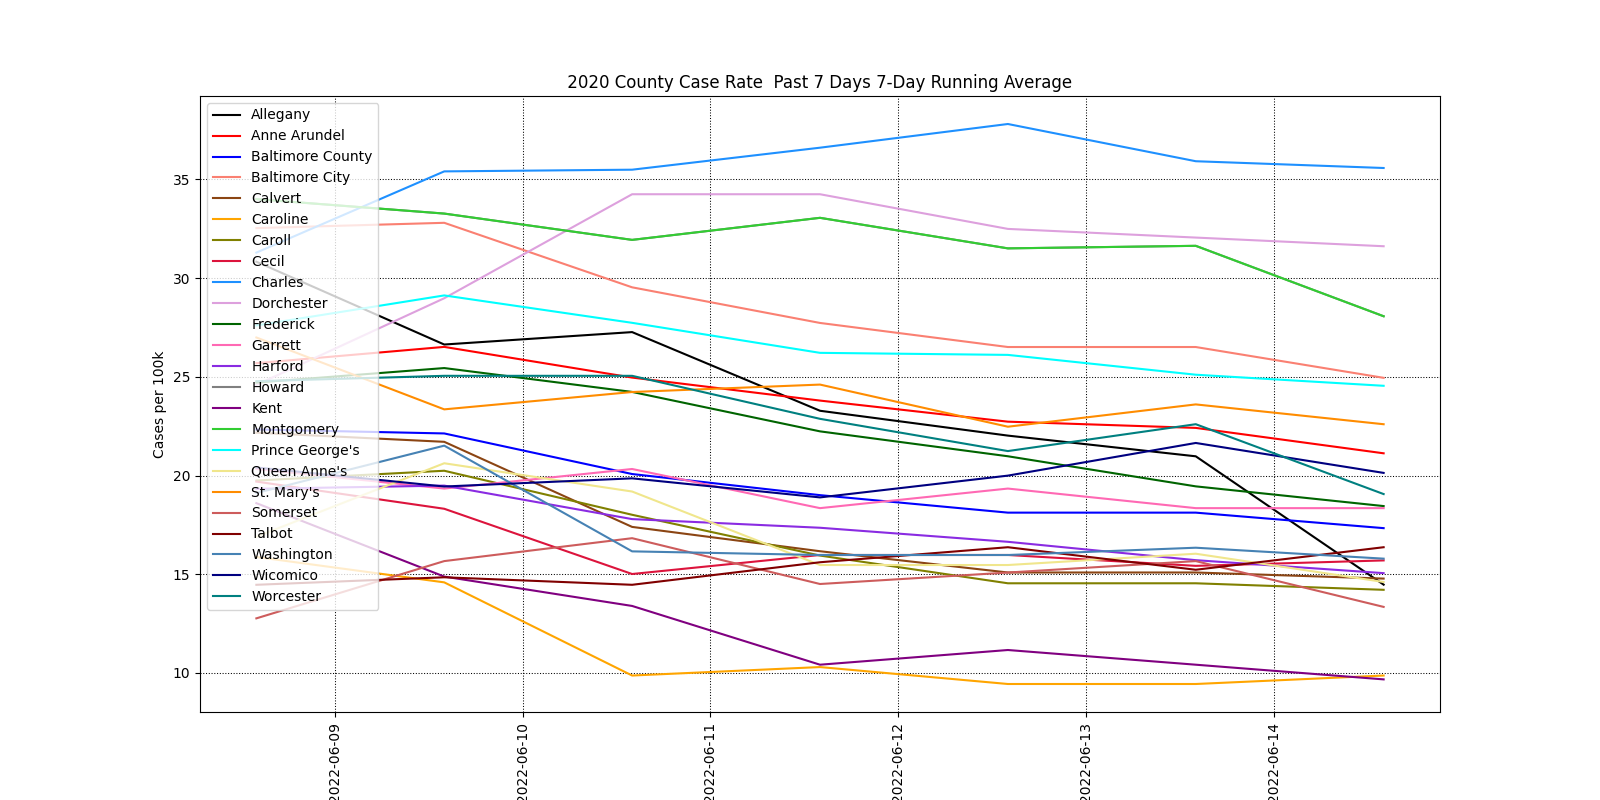 2020 County Case Rate  Past 7 Days 7-Day Running Average
Allegany
Anne Arundel
Baltimore County
Baltimore City
Calvert
Caroline
Caroll
Cecil
Charles
Dorchester
Frederick
Garrett
Harford
Howard
Kent
Montgomery
Prince George's
Queen Anne's
St. Mary's
Somerset
Talbot
Washington
Wicomico
Worcester
Cases per 100k
35
30
25
20
15
10
2022-06-09
2022-06-10
2022-06-11
2022-06-12
2022-06-13
2022-06-14